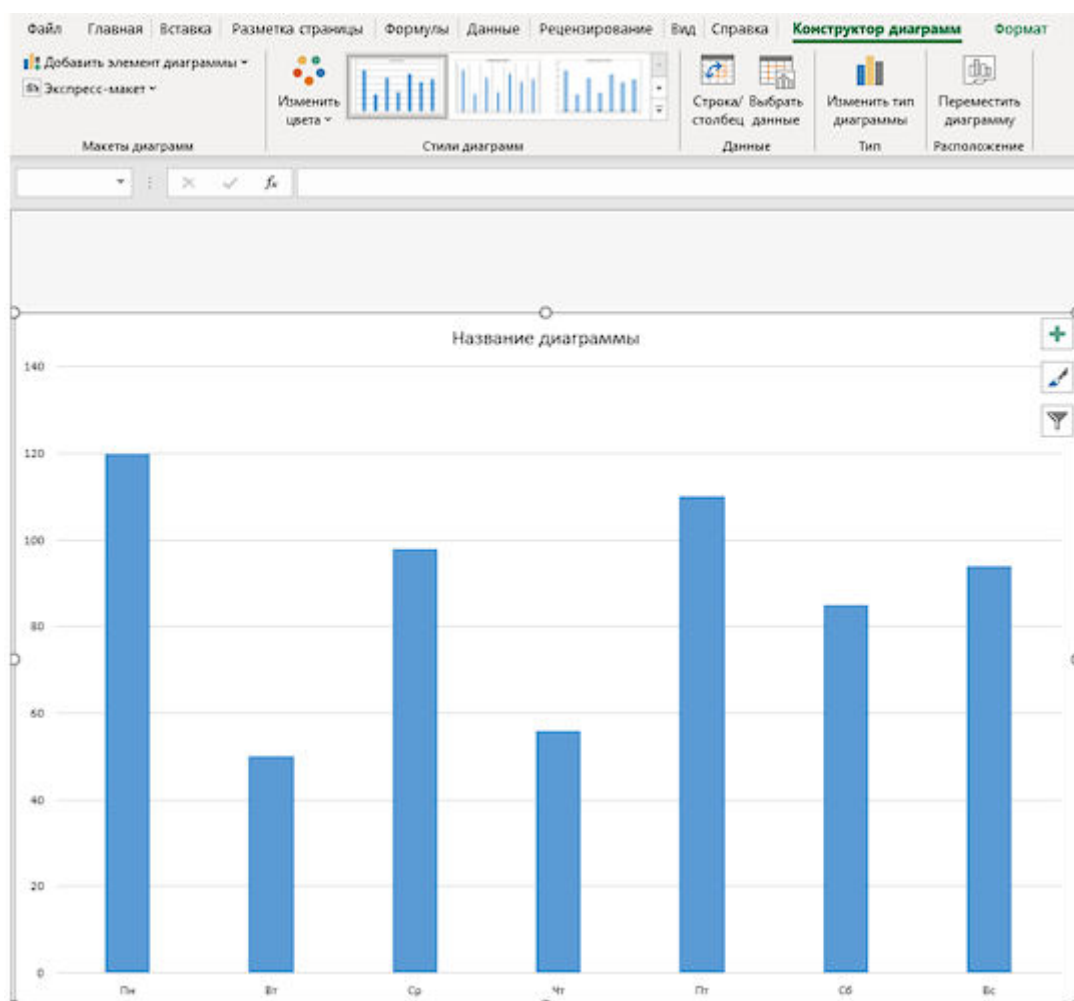 Файл Главная Вставка Разметка страницы Формулы Данные Рецензирование Вид Справка Конструктор диаграмм Формат
Добавить элемент диаграммы
Экспресс-макет
Изменить цвета
Строка/столбец
Выбрать данные
Изменить тип диаграммы
Переместить диаграмму
Макеты диаграмм Стили диаграмм Данные Тип Расположение
fx
Название диаграммы
140
120
100
80
60
40
20
0
Пн Вт Ср Чт Пт Сб Вс